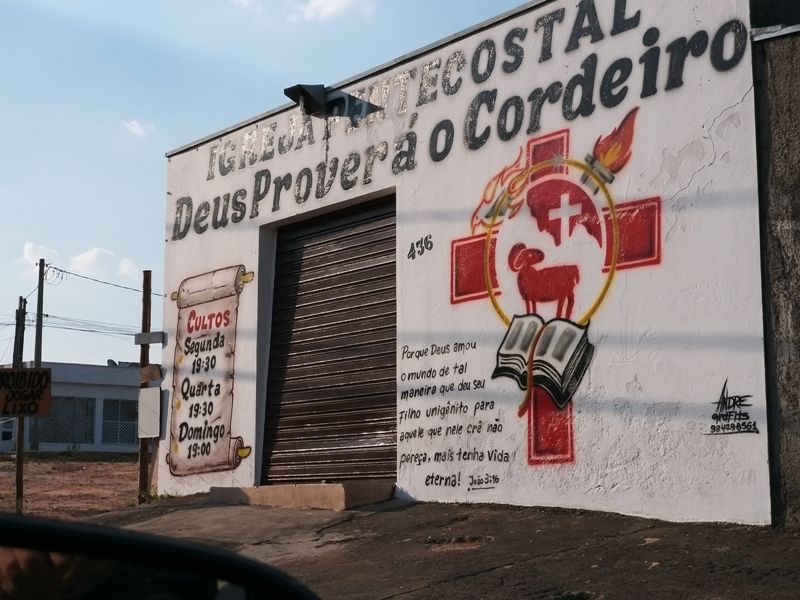 IGREJA PENTECOSTAL
Deus Proverá o Cordeiro
436
CULTOS
Segunda
19:30
Quarta
19:30
Domingo
19:00
Porque Deus amou
o mundo de tal
maneira que deu seu
Filho unigênito para
aquele que nele crê não
pereça, mais tenha vida
eterna! João 3:16
ANDRE
984298561
PROIBIDO
JOGAR
LIXO